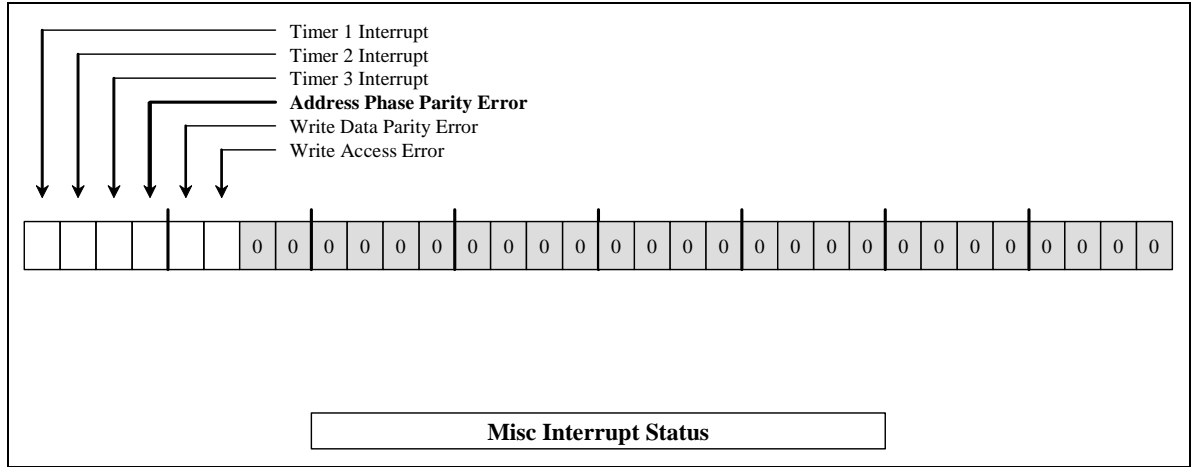 Timer 1 Interrupt
Timer 2 Interrupt
Timer 3 Interrupt
Address Phase Parity Error
Write Data Parity Error
Write Access Error
0 0 0 0 0 0 0 0 0 0 0 0 0 0 0 0 0 0 0 0 0 0 0 0 0 0
Misc Interrupt Status